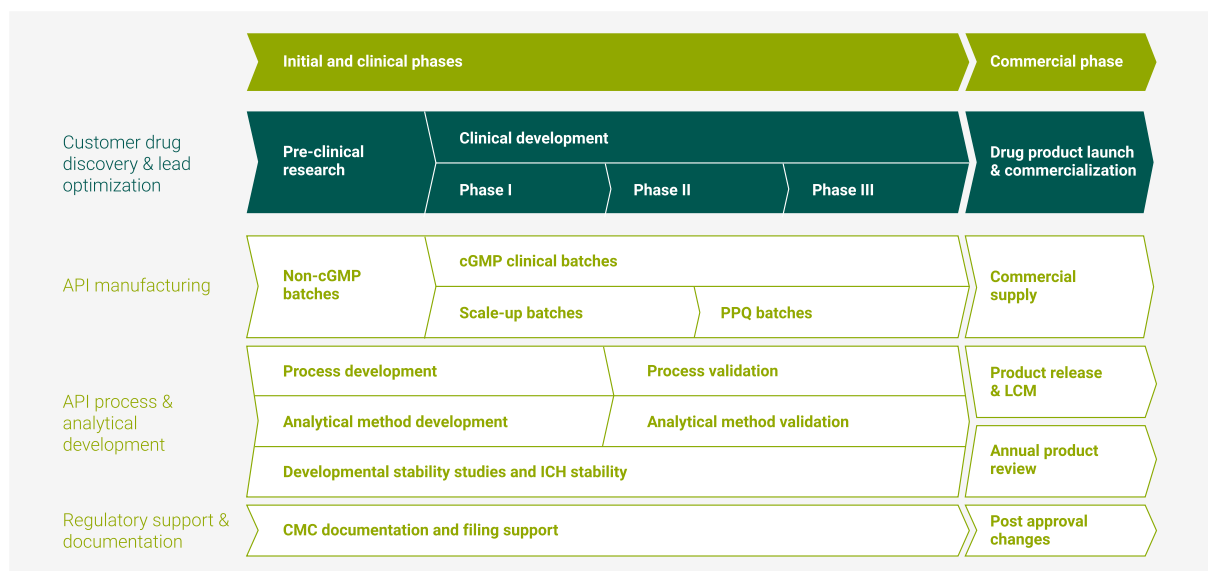 Initial and clinical phases
Commercial phase
Customer drug
discovery & lead
optimization
Pre-clinical
research
Clinical development
Phase I
Phase II
Phase III
Drug product launch
& commercialization
API manufacturing
Non-cGMP
batches
cGMP clinical batches
Scale-up batches
PPQ batches
Commercial
supply
API process &
analytical
development
Process development
Process validation
Analytical method development
Analytical method validation
Developmental stability studies and ICH stability
Product release
& LCM
Annual product
review
Regulatory support &
documentation
CMC documentation and filing support
Post approval
changes